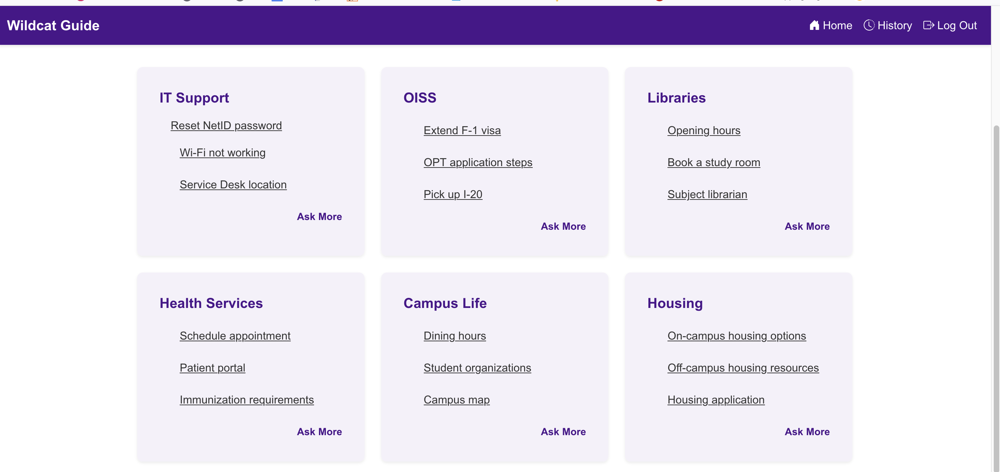 Wildcat Guide
Home History Log Out
IT Support
Reset NetID password
Wi-Fi not working
Service Desk location
Ask More
OISS
Extend F-1 visa
OPT application steps
Pick up I-20
Ask More
Libraries
Opening hours
Book a study room
Subject librarian
Ask More
Health Services
Schedule appointment
Patient portal
Immunization requirements
Ask More
Campus Life
Dining hours
Student organizations
Campus map
Ask More
Housing
On-campus housing options
Off-campus housing resources
Housing application
Ask More